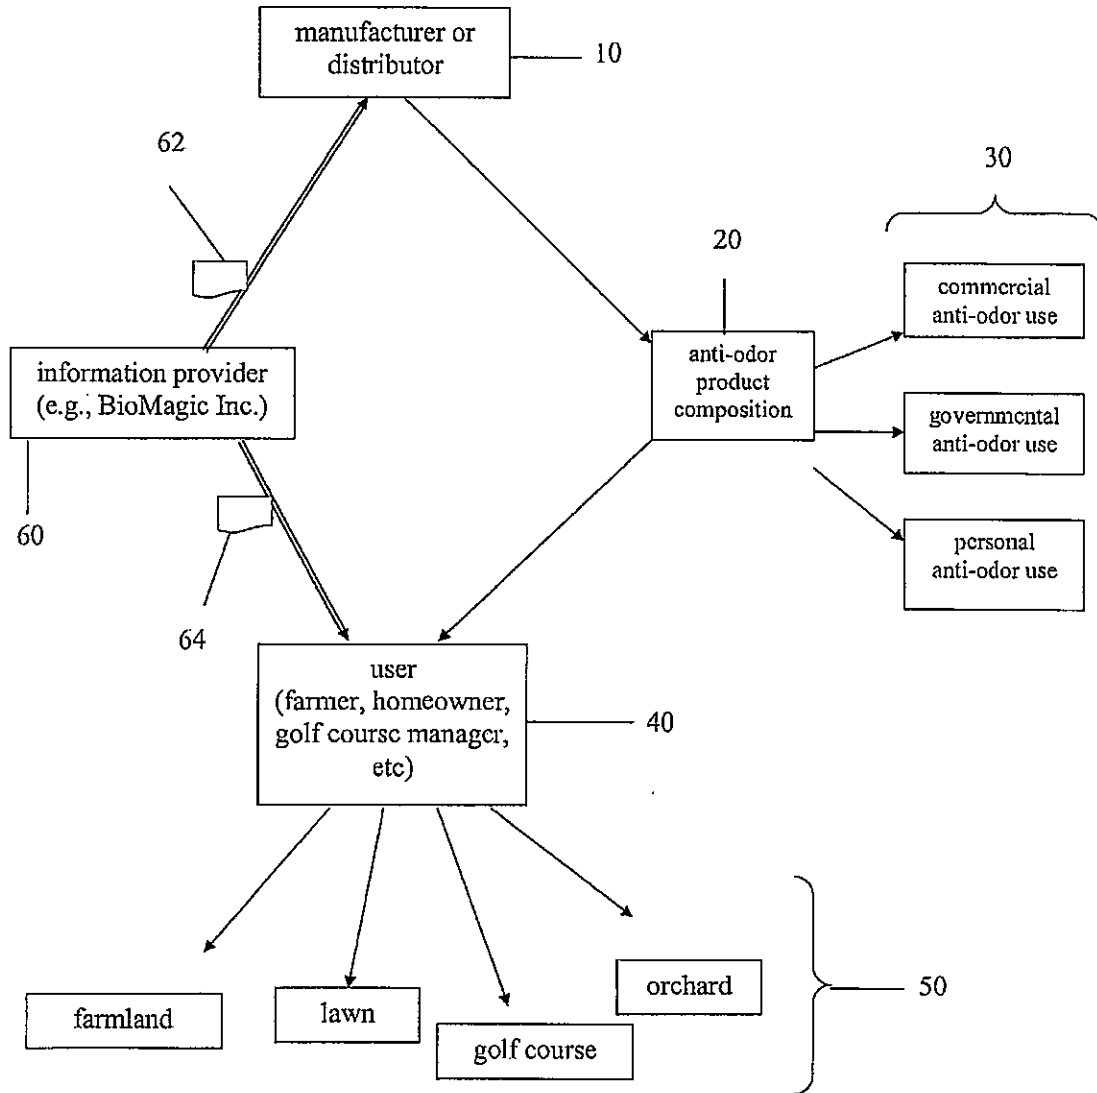 manufacturer or
distributor
10
62
30
20
commercial
anti-odor use
anti-odor
product
composition
information provider
(e.g., BioMagic Inc.)
governmental
anti-odor use
60
personal
anti-odor use
64
user
(farmer, homeowner,
golf course manager,
etc)
40
orchard
50
farmland
lawn
golf course